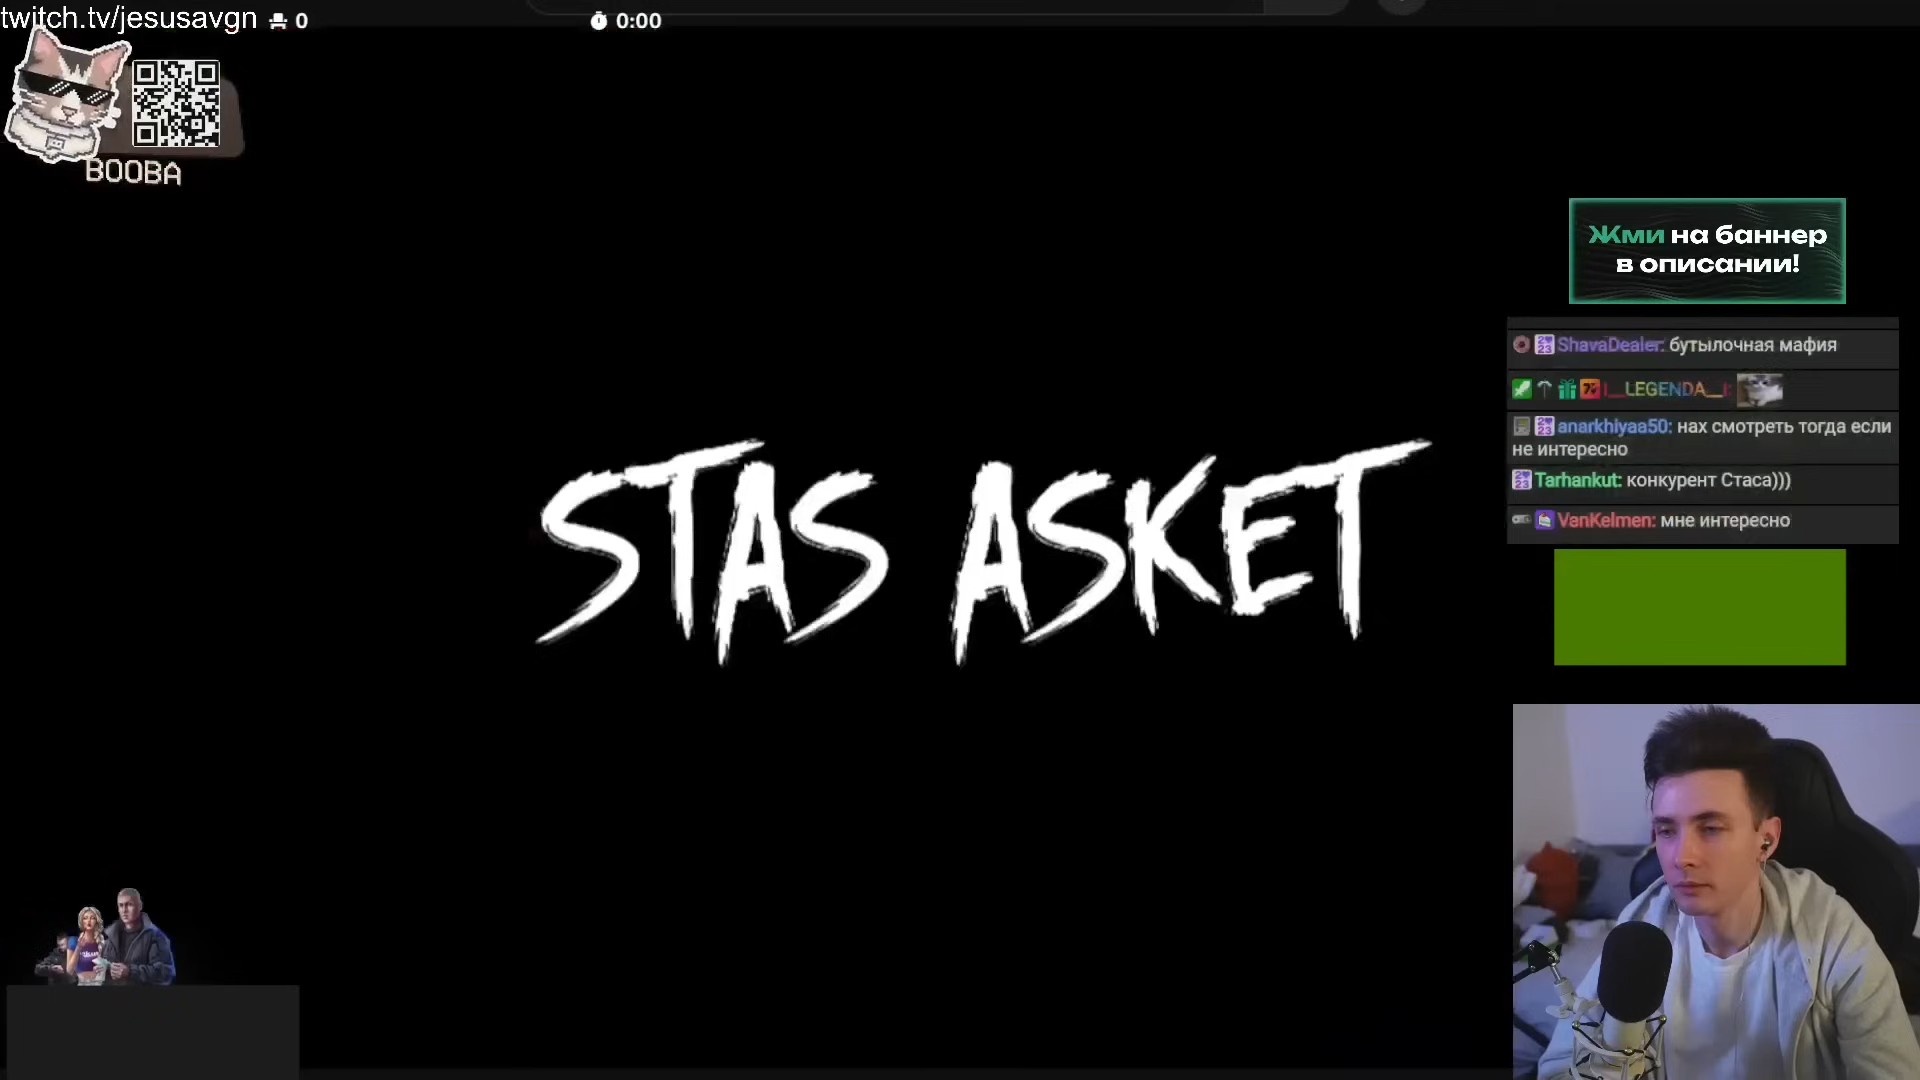 twitch.tv/jesusavgn 0
0:00
BOOBA
Жми на баннер
в описании!
ShavaDealer: бутылочная мафия
|__LEGENDA__|:
anarkhiyaa50: нах смотреть тогда если
не интересно
Tarhankut: конкурент Стаса)))
VanKelmen: мне интересно
STAS ASKET